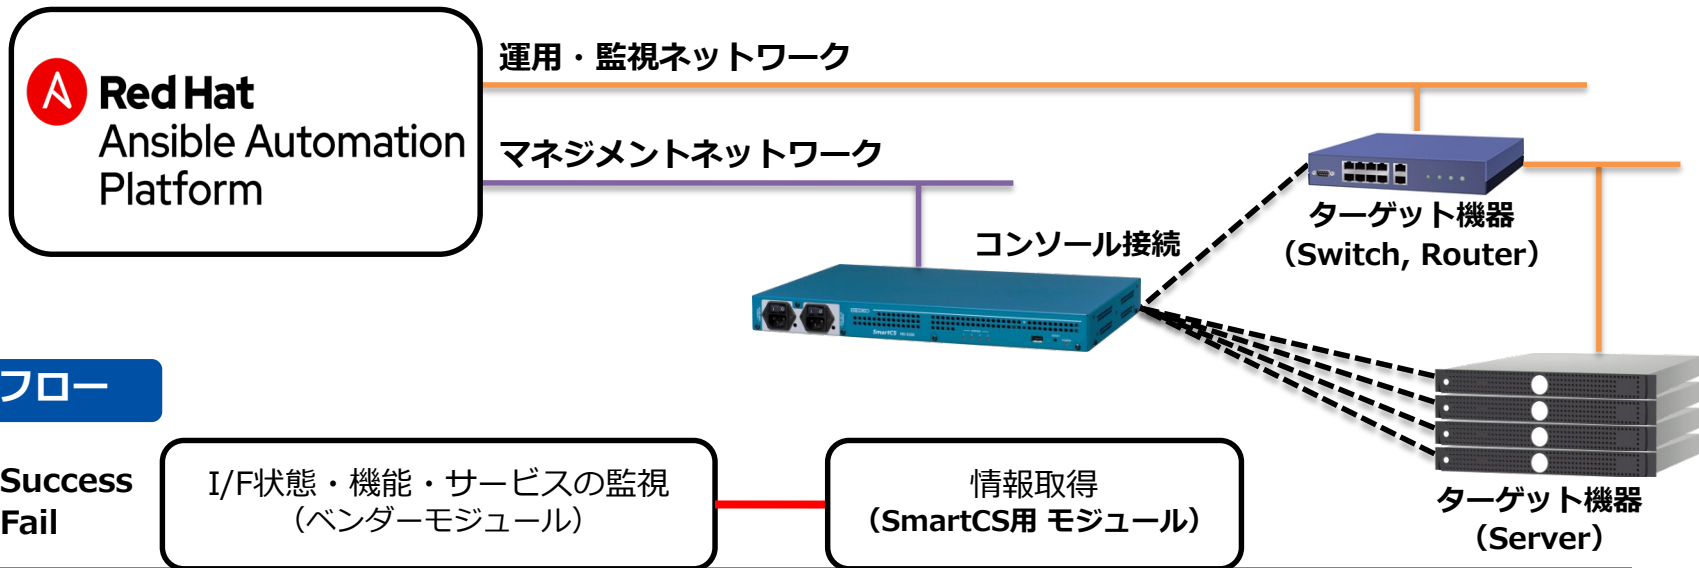 運用・監視ネットワーク
Red Hat
Ansible Automation
Platform
マネジメントネットワーク
コンソール接続
ターゲット機器
（Switch, Router）
SmartCS
フロー
Success
Fail
I/F状態・機能・サービスの監視
（ベンダーモジュール）
情報取得
（SmartCS用 モジュール）
ターゲット機器
（Server）